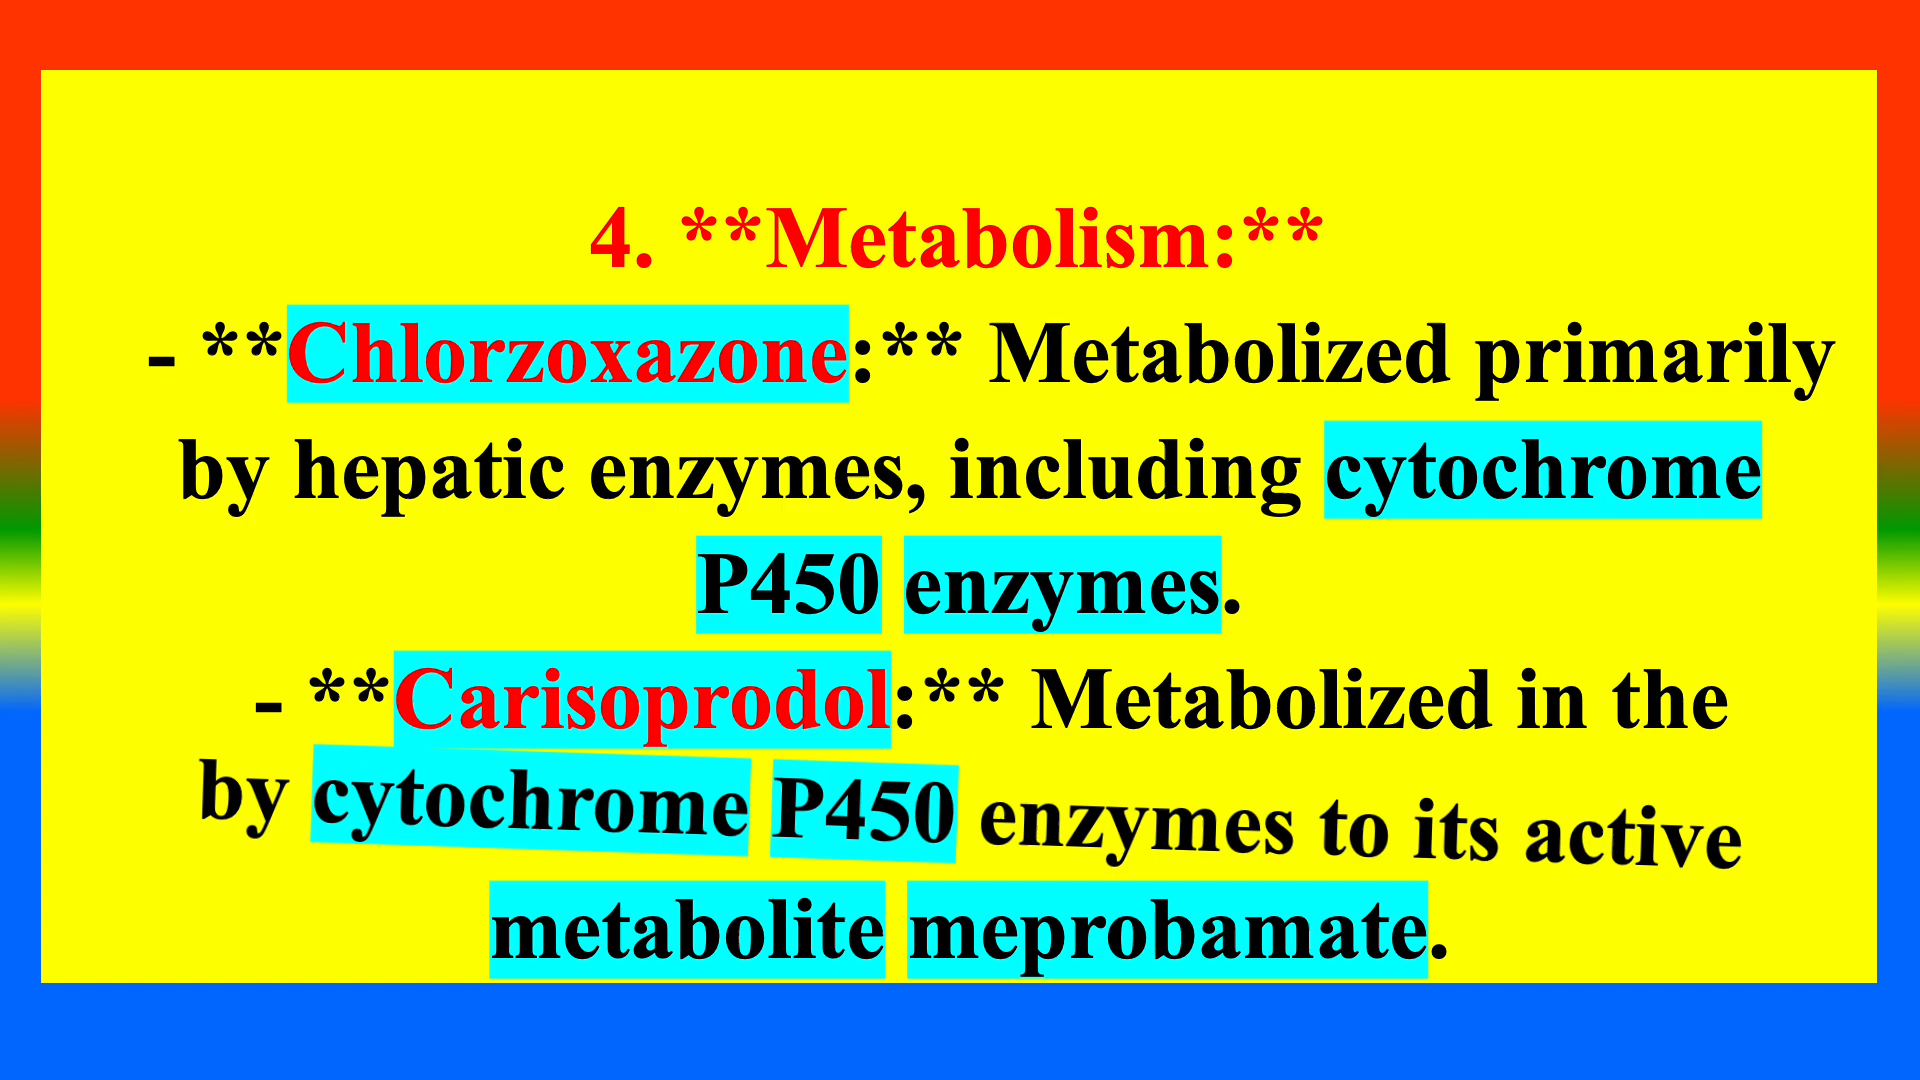 4. **Metabolism:**
- **Chlorzoxazone:** Metabolized primarily
by hepatic enzymes, including cytochrome
P450 enzymes.
- **Carisoprodol:** Metabolized in the
by cytochrome P450 enzymes to its active
metabolite meprobamate.